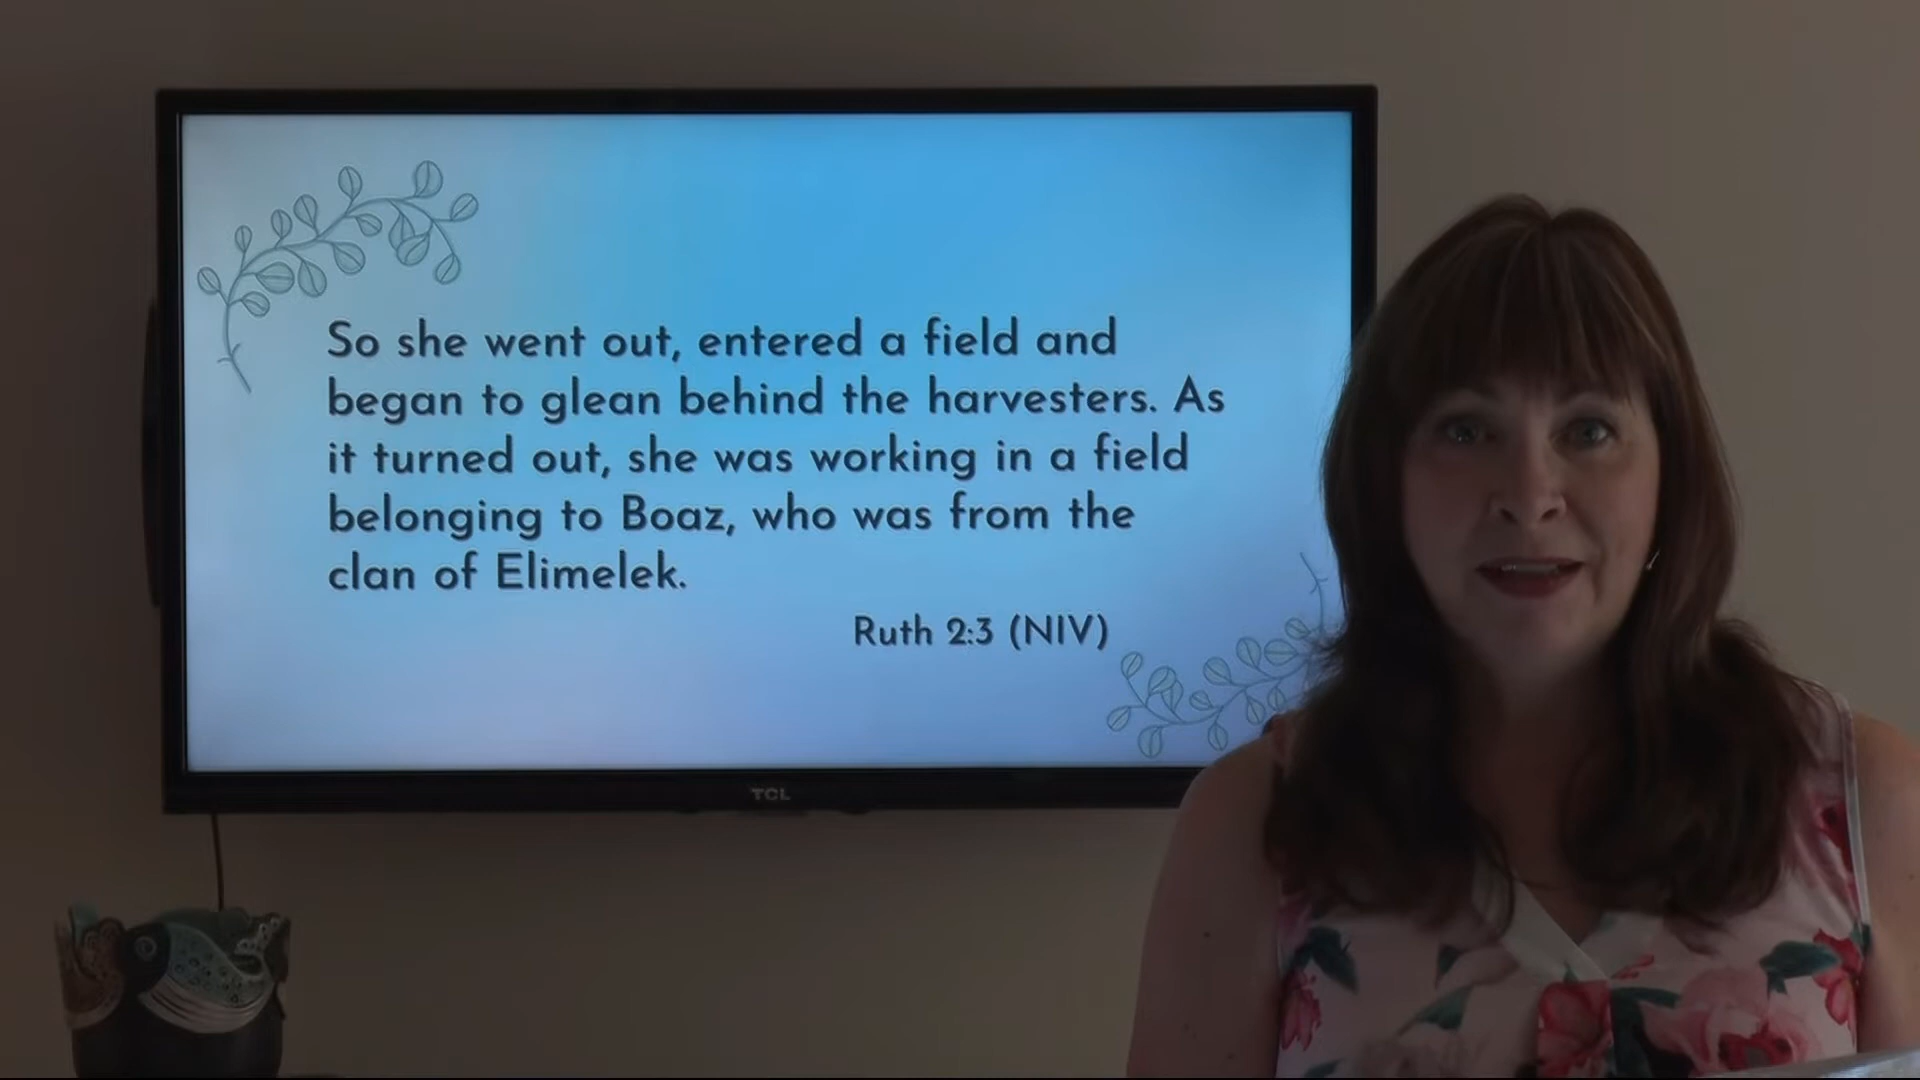 So she went out, entered a field and
began to glean behind the harvesters. As
it turned out, she was working in a field
belonging to Boaz, who was from the
clan of Elimelek.
Ruth 2:3 (NIV)
TCL